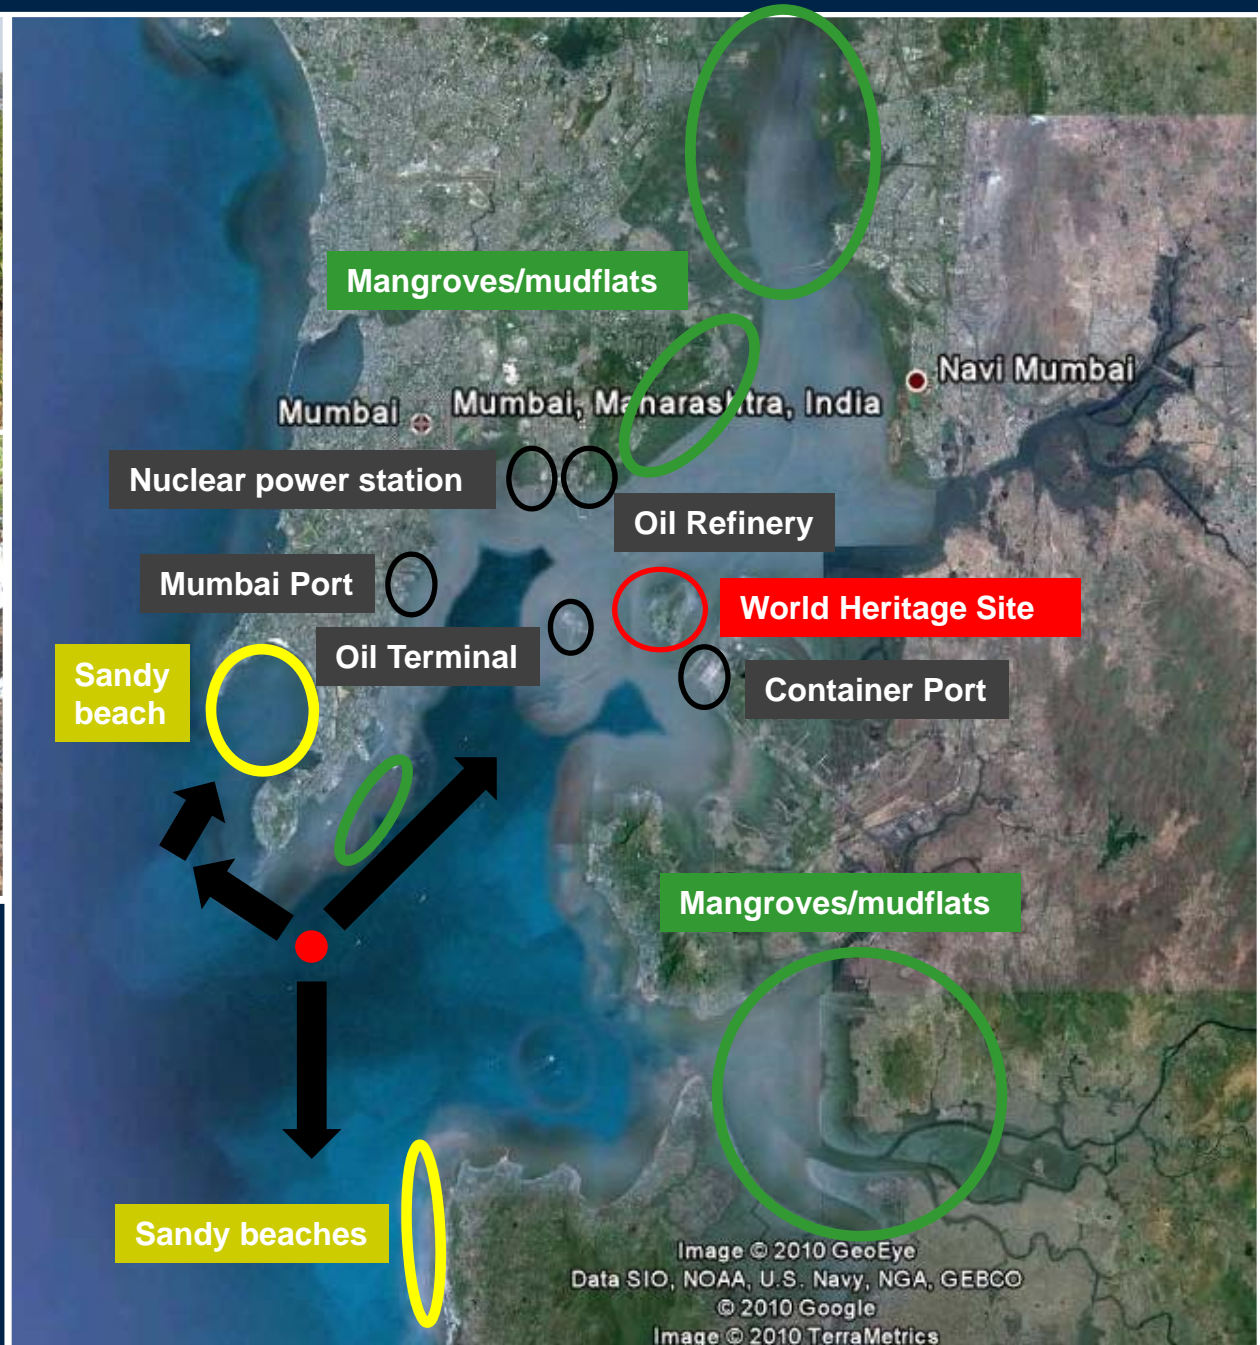 Mangroves/mudflats
Navi Mumbai
Mumbai
Mumbai, Maharashtra, India
Nuclear power station
Oil Refinery
Mumbai Port
World Heritage Site
Oil Terminal
Sandy
beach
Container Port
Mangroves/mudflats
Sandy beaches
Image © 2010 GeoEye
Data SIO, NOAA, U.S. Navy, NGA, GEBCO
© 2010 Google
Image © 2010 TerraMetrics